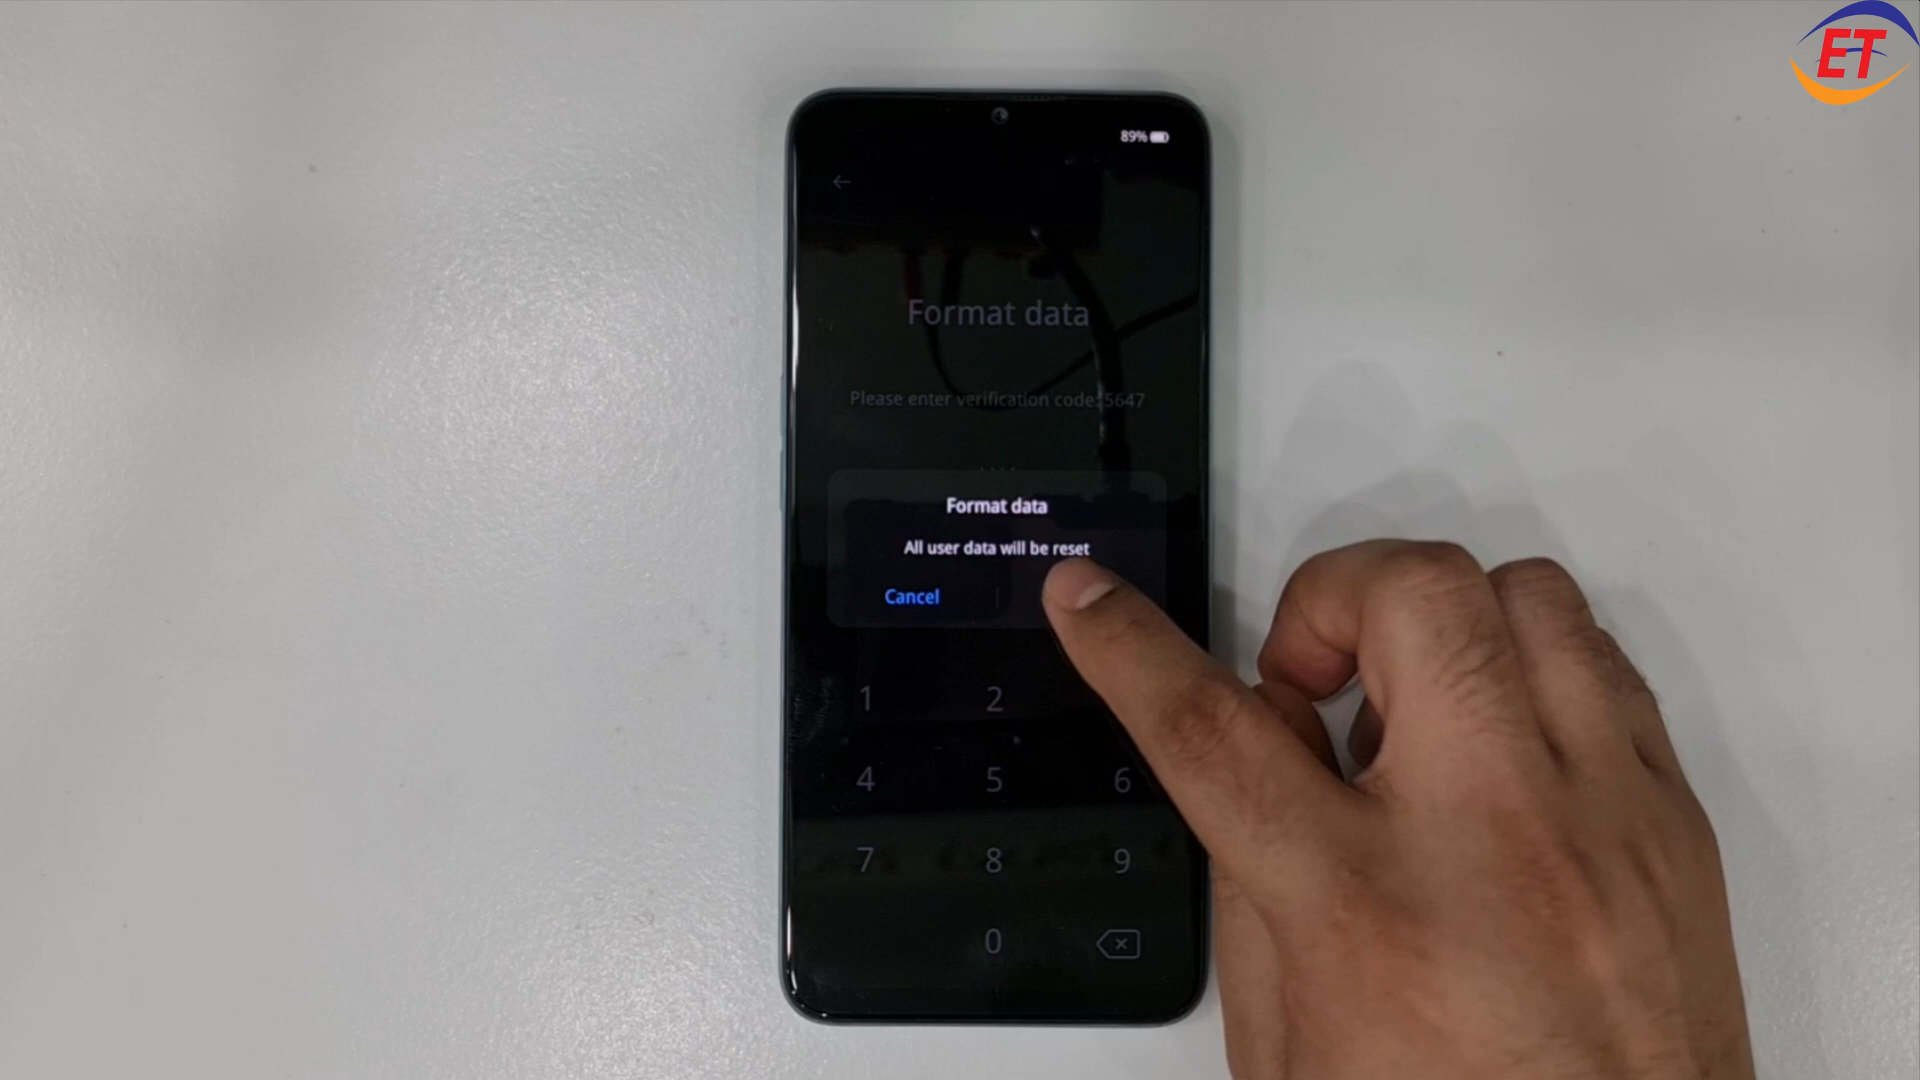 ET
89%
Format data
Please enter verification code: 5647
Format data
All user data will be reset
Cancel
1 2
4 5 6
7 8 9
0